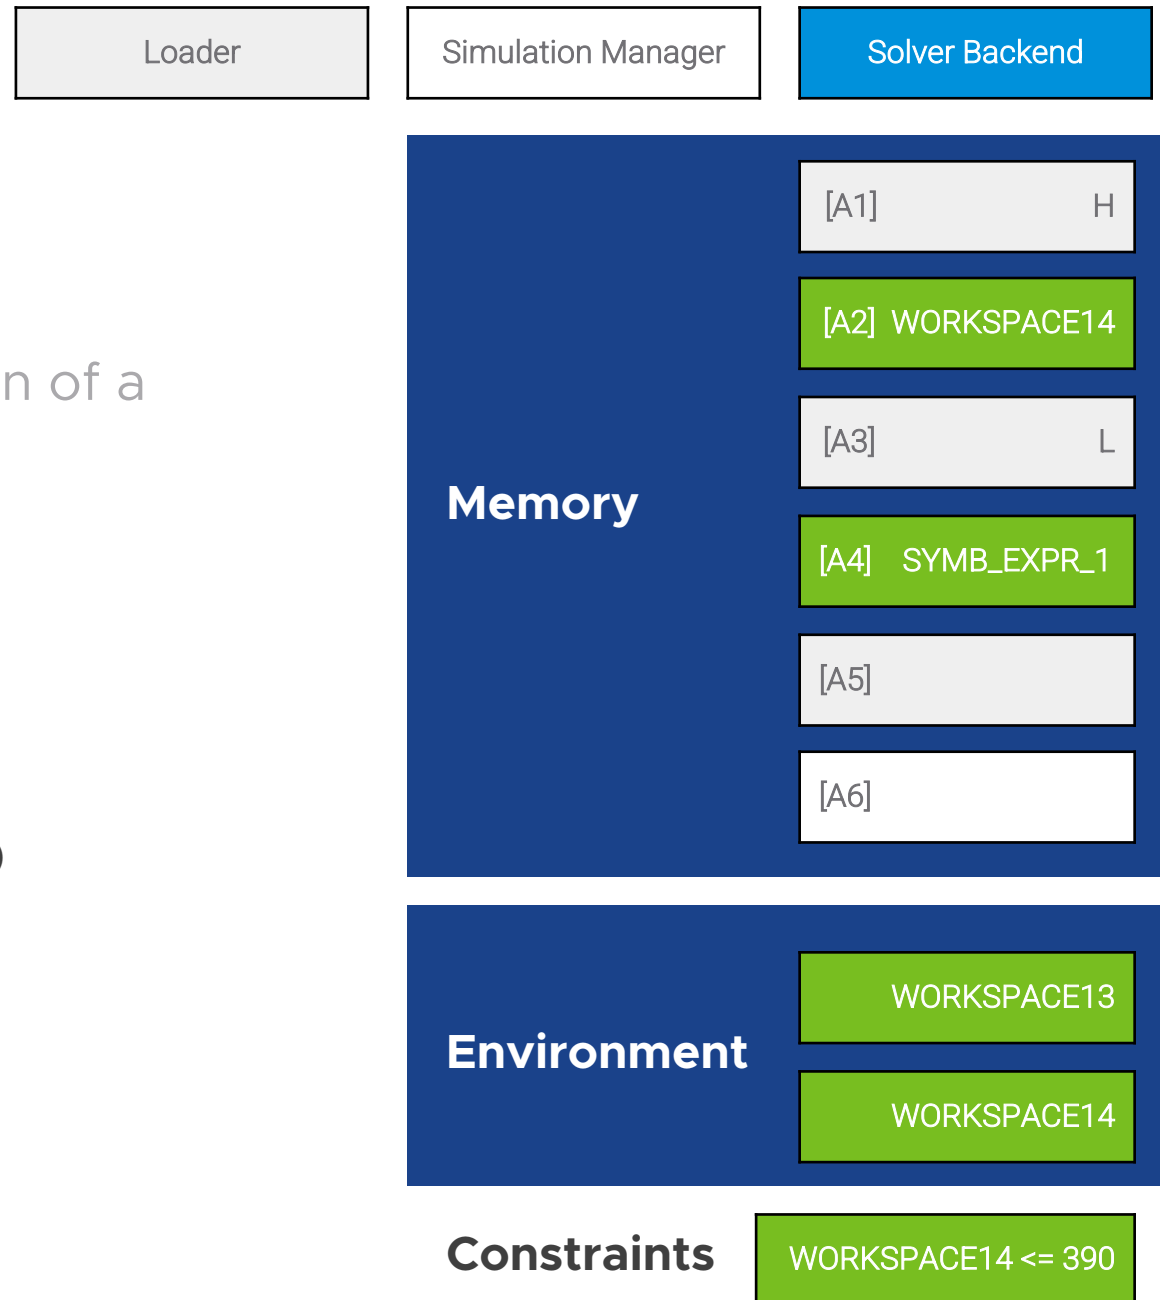 Loader
Simulation Manager
Solver Backend
[A1] H
[A2] WORKSPACE14
n of a
[A3] L
Memory
[A4] SYMB_EXPR_1
[A5]
[A6]
)
WORKSPACE13
Environment
WORKSPACE14
Constraints
WORKSPACE14 <= 390